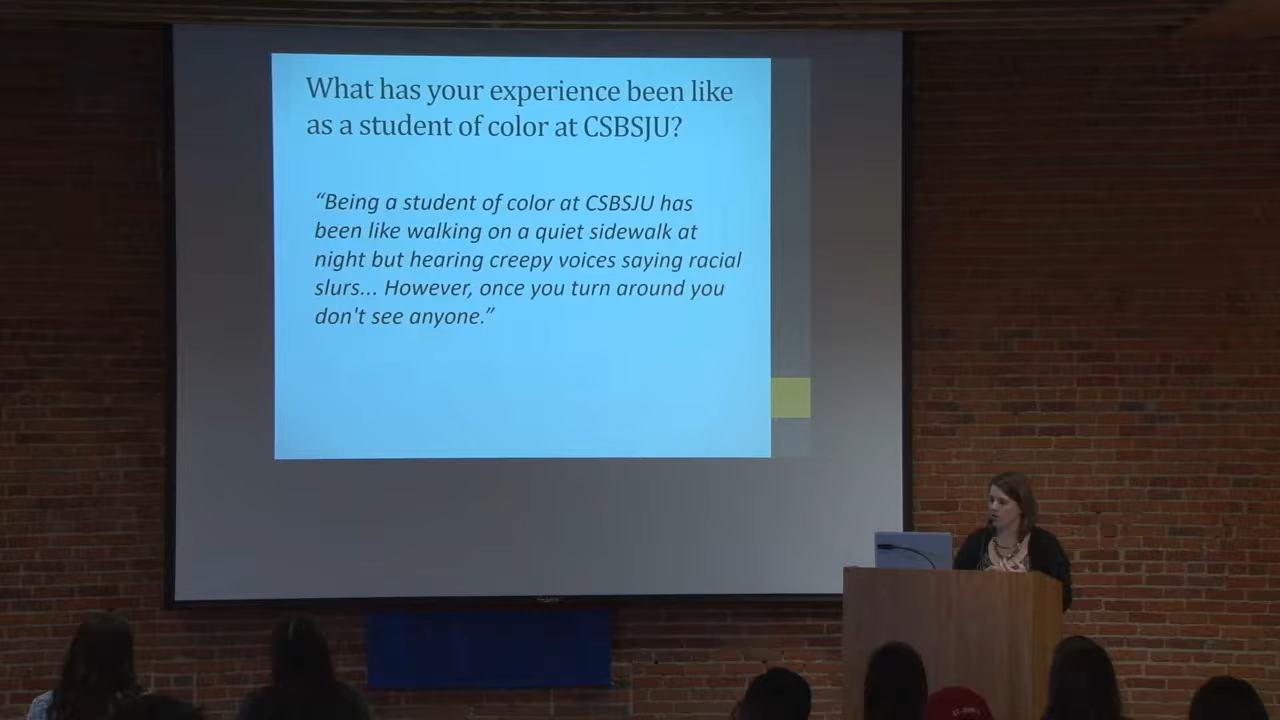 What has your experience been like
as a student of color at CSBSJU?
“Being a student of color at CSBSJU has
been like walking on a quiet sidewalk at
night but hearing creepy voices saying racial
slurs... However, once you turn around you
don't see anyone.”